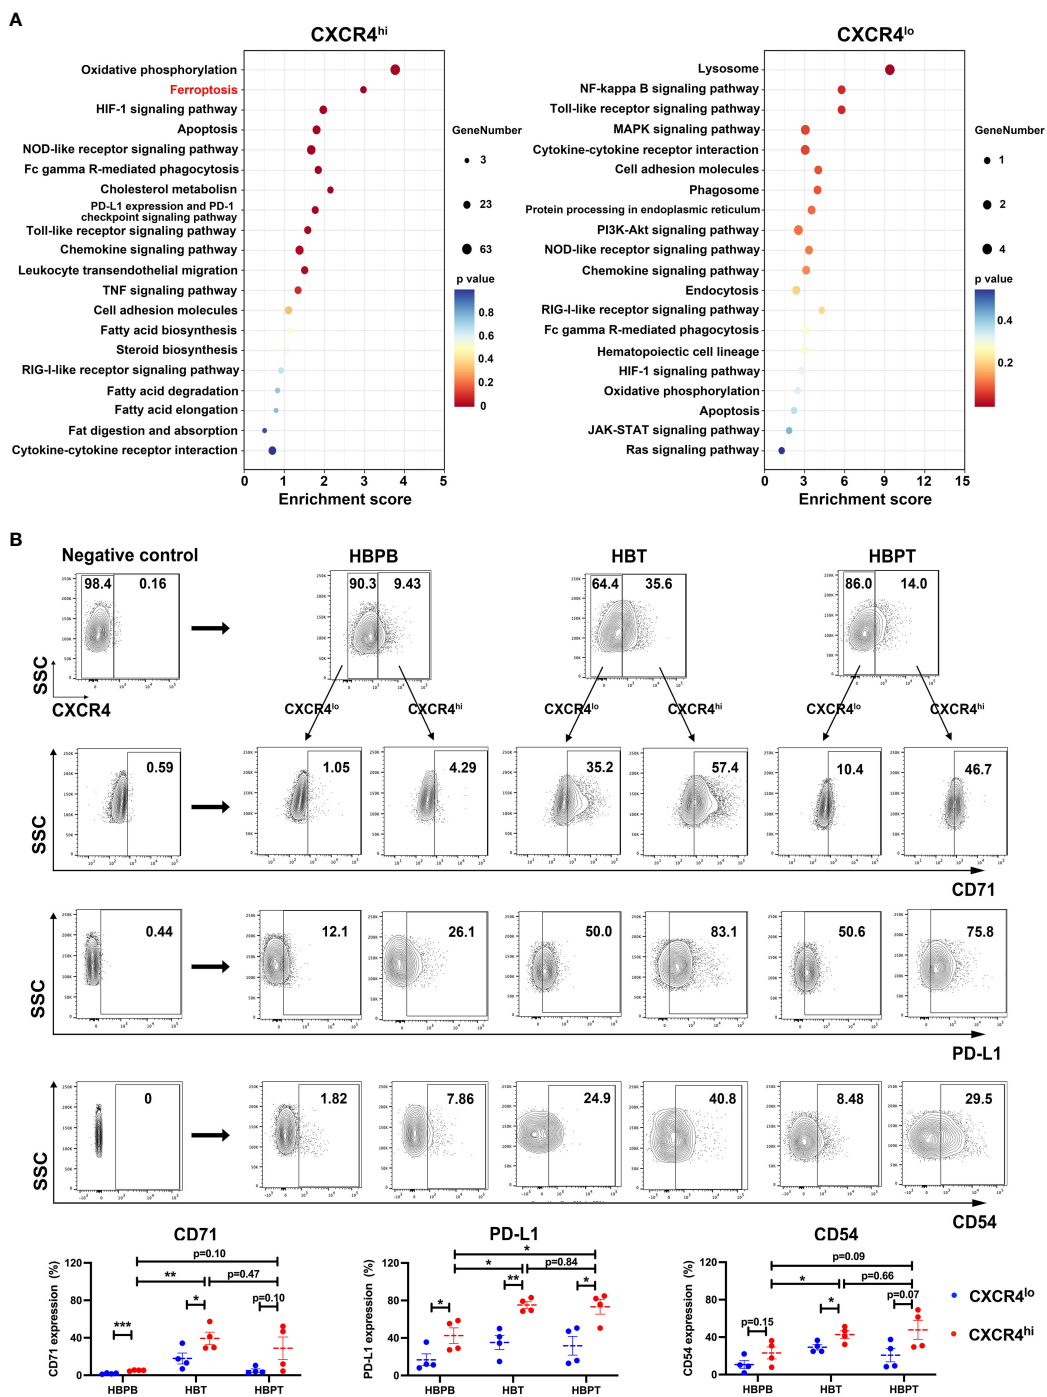 A
CXCR4hi
Oxidative phosphorylation
Ferroptosis
HIF-1 signaling pathway
Apoptosis
NOD-like receptor signaling pathway
Fc gamma R-mediated phagocytosis
Cholesterol metabolism
PD-L1 expression and PD-1
checkpoint signaling pathway
Toll-like receptor signaling pathway
Chemokine signaling pathway
Leukocyte transendothelial migration
TNF signaling pathway
Cell adhesion molecules
Fatty acid biosynthesis
Steroid biosynthesis
RIG-I-like receptor signaling pathway
Fatty acid degradation
Fatty acid elongation
Fat digestion and absorption
Cytokine-cytokine receptor interaction
0 1 2 3 4 5
Enrichment score
GeneNumber
3
23
63
p value
0.8
0.6
0.4
0.2
0
CXCR4lo
Lysosome
NF-kappa B signaling pathway
Toll-like receptor signaling pathway
MAPK signaling pathway
Cytokine-cytokine receptor interaction
Cell adhesion molecules
Phagosome
Protein processing in endoplasmic reticulum
PI3K-Akt signaling pathway
NOD-like receptor signaling pathway
Chemokine signaling pathway
Endocytosis
RIG-I-like receptor signaling pathway
Fc gamma R-mediated phagocytosis
Hematopoiectic cell lineage
HIF-1 signaling pathway
Oxidative phosphorylation
Apoptosis
JAK-STAT signaling pathway
Ras signaling pathway
0 3 6 9 12 15
Enrichment score
GeneNumber
1
2
4
p value
0.4
0.2
B
Negative control HBPB HBT HBPT
98.4 0.16 90.3 9.43 64.4 35.6 86.0 14.0
SSC
CXCR4
CXCR4lo CXCR4hi CXCR4lo CXCR4hi CXCR4lo CXCR4hi
0.59 1.05 4.29 35.2 57.4 10.4 46.7
SSC
CD71
0.44 12.1 26.1 50.0 83.1 50.6 75.8
SSC
PD-L1
0 1.82 7.86 24.9 40.8 8.48 29.5
SSC
CD54
CD71
CD71 expression (%)
120
80
40
0
p=0.10
** p=0.47
*** * p=0.10
HBPB HBT HBPT
PD-L1
PD-L1 expression (%)
120
80
40
0
*
* p=0.84
* ** *
HBPB HBT HBPT
CD54
CD54 expression (%)
120
80
40
0
p=0.09
* p=0.66
p=0.15 * p=0.07
HBPB HBT HBPT
CXCR4lo
CXCR4hi